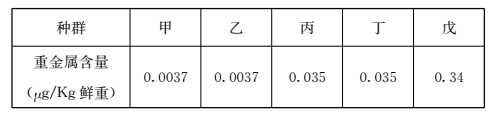 种群 甲 乙 丙 丁 戊
重金属含量
(μg/Kg 鲜重) 0.0037 0.0037 0.035 0.035 0.34